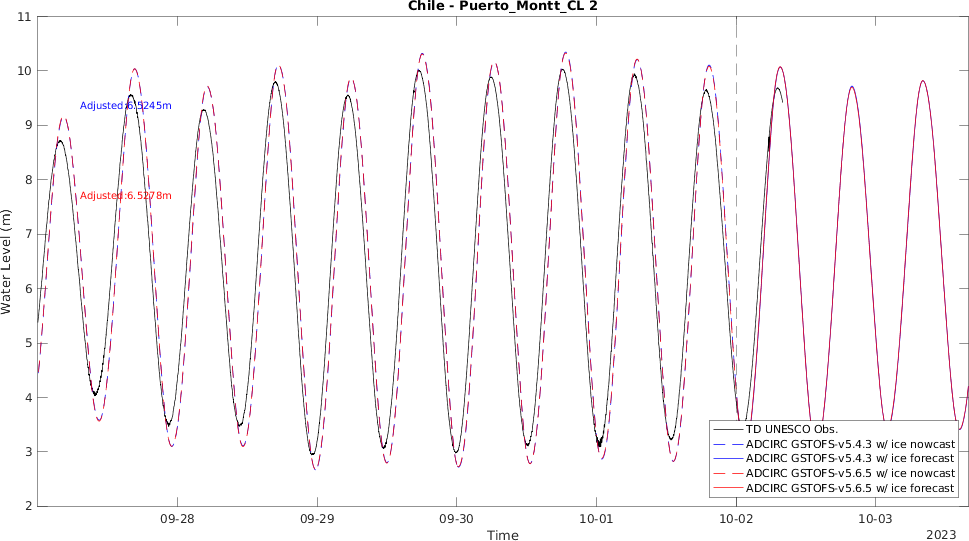 Chile - Puerto_Montt_CL 2
11
10
9
8
7
6
5
4
3
2
Water Level (m)
Adjusted:6.5245m
Adjusted:6.5278m
TD UNESCO Obs.
ADCIRC GSTOFS-v5.4.3 w/ ice nowcast
ADCIRC GSTOFS-v5.4.3 w/ ice forecast
ADCIRC GSTOFS-v5.6.5 w/ ice nowcast
ADCIRC GSTOFS-v5.6.5 w/ ice forecast
09-28 09-29 09-30 10-01 10-02 10-03
Time
2023